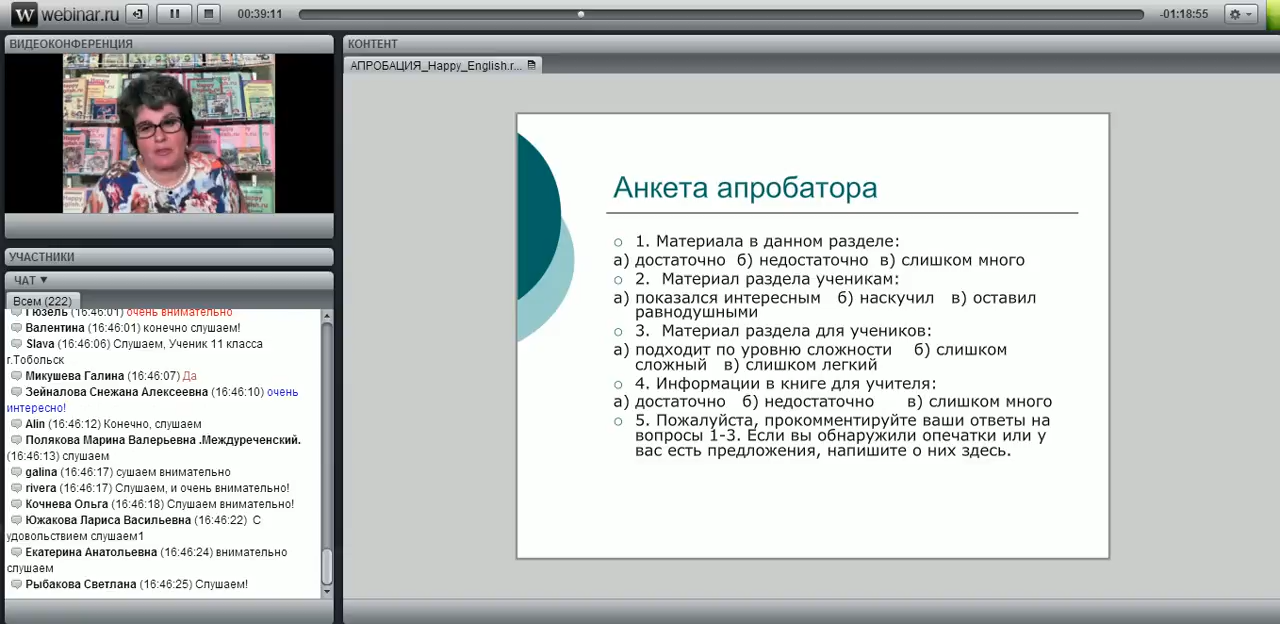 W webinar.ru
00:39:11
-01:18:55
ВИДЕОКОНФЕРЕНЦИЯ
УЧАСТНИКИ
ЧАТ ▼
Всем (222)
Гюзель (16:46:01) очень внимательно
Валентина (16:46:01) конечно слушаем!
Slava (16:46:06) Слушаем, Ученик 11 класса
г.Тобольск
Микушева Галина (16:46:07) Да
Зейналова Снежана Алексеевна (16:46:10) очень
интересно!
Alin (16:46:12) Конечно, слушаем
Полякова Марина Валерьевна .Междуреченский.
(16:46:13) слушаем
galina (16:46:17) сушаем внимательно
rivera (16:46:17) Слушаем, и очень внимательно!
Кочнева Ольга (16:46:18) Слушаем внимательно!
Южакова Лариса Васильевна (16:46:22) С
удовольствием слушаем1
Екатерина Анатольевна (16:46:24) внимательно
слушаем
Рыбакова Светлана (16:46:25) Слушаем!
КОНТЕНТ
АПРОБАЦИЯ_Happy_English.r...
Анкета апробатора
1. Материала в данном разделе:
а) достаточно б) недостаточно в) слишком много
2. Материал раздела ученикам:
а) показался интересным б) наскучил в) оставил
равнодушными
3. Материал раздела для учеников:
а) подходит по уровню сложности б) слишком
сложный в) слишком легкий
4. Информации в книге для учителя:
а) достаточно б) недостаточно в) слишком много
5. Пожалуйста, прокомментируйте ваши ответы на
вопросы 1-3. Если вы обнаружили опечатки или у
вас есть предложения, напишите о них здесь.